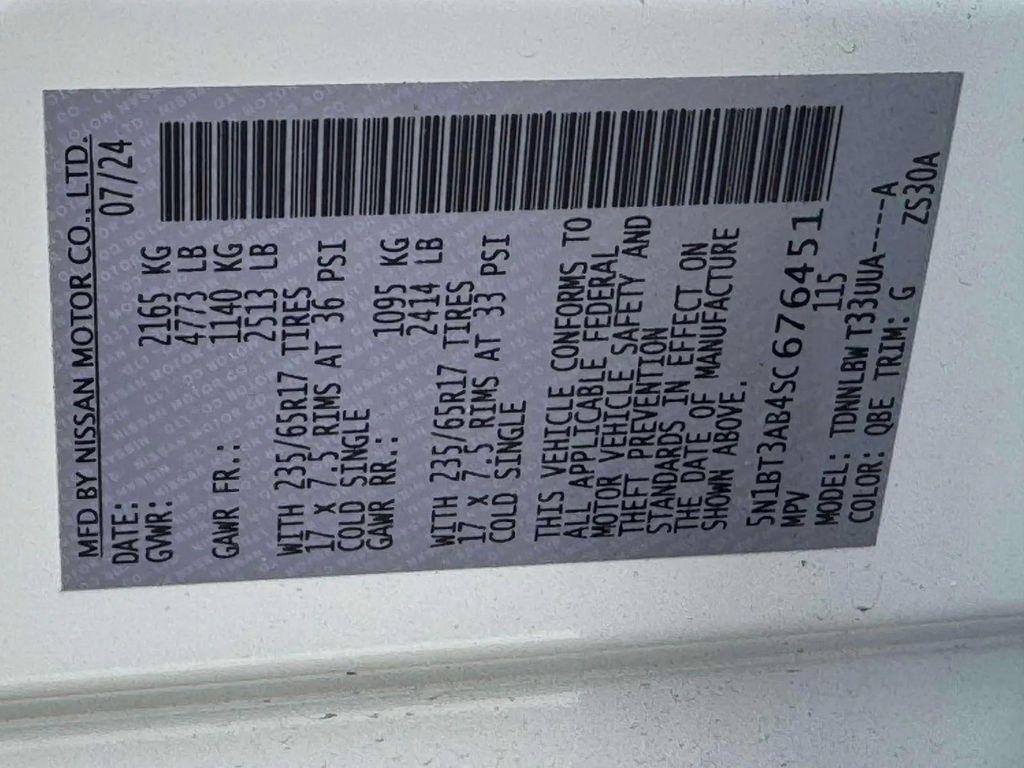 MFD BY NISSAN MOTOR CO., LTD.
DATE: 07/24
GVWR: 2165 KG
4773 LB
GAWR FR.: 1140 KG
2513 LB
WITH 235/65R17 TIRES
17 X 7.5 RIMS AT 36 PSI
COLD SINGLE
GAWR RR.: 1095 KG
2414 LB
WITH 235/65R17 TIRES
17 X 7.5 RIMS AT 33 PSI
COLD SINGLE
THIS VEHICLE CONFORMS TO
ALL APPLICABLE FEDERAL
MOTOR VEHICLE SAFETY AND
THEFT PREVENTION
STANDARDS IN EFFECT ON
THE DATE OF MANUFACTURE
SHOWN ABOVE.
5N1BT3AB4SC676451
MPV 115
MODEL: TDNNLBW T33UUA----A
COLOR: QBE TRIM: G ZS30A